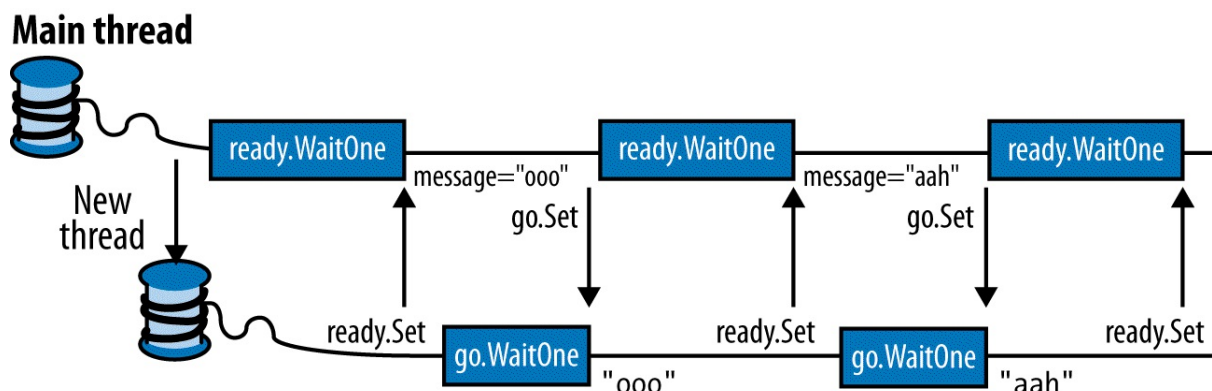 Main thread
ready.WaitOne
ready.WaitOne
ready.WaitOne
message="ooo"
message="aah"
New
thread
go.Set
go.Set
ready.Set
ready.Set
ready.Set
go.WaitOne
go.WaitOne
"ooo"
"aah"